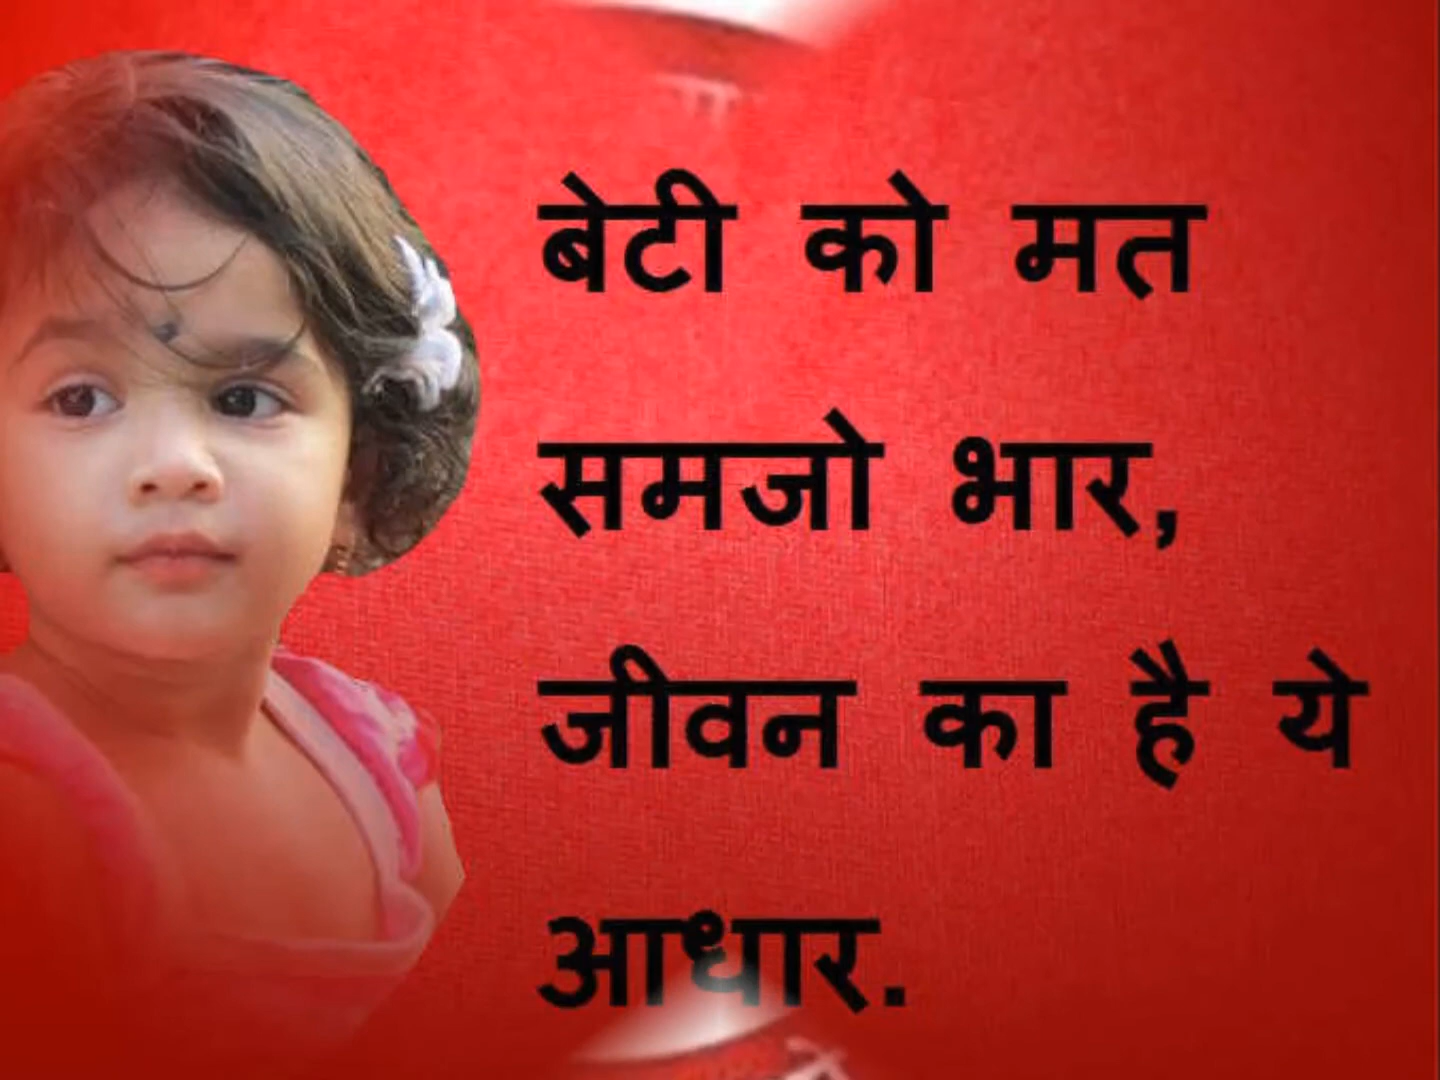 बेटी को मत
समजो भार,
जीवन का है ये
आधार.